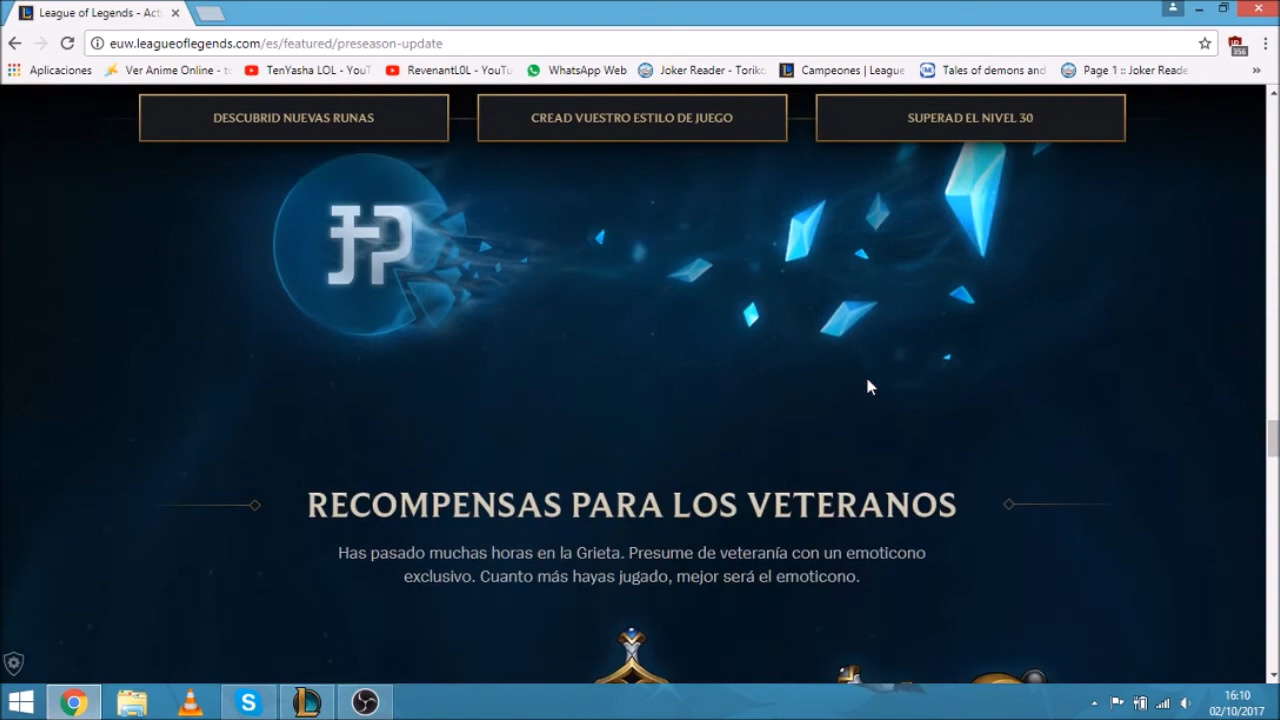 League of Legends - Act
euw.leagueoflegends.com/es/featured/preseason-update
356
Aplicaciones
Ver Anime Online - t
TenYasha LOL - YouT
RevenantL0L - YouTu
WhatsApp Web
Joker Reader - Toriko
Campeones | League
Tales of demons and
Page 1 :: Joker Reade
»
DESCUBRID NUEVAS RUNAS
CREAD VUESTRO ESTILO DE JUEGO
SUPERAD EL NIVEL 30
RECOMPENSAS PARA LOS VETERANOS
Has pasado muchas horas en la Grieta. Presume de veteranía con un emoticono
exclusivo. Cuanto más hayas jugado, mejor será el emoticono.
16:10
02/10/2017